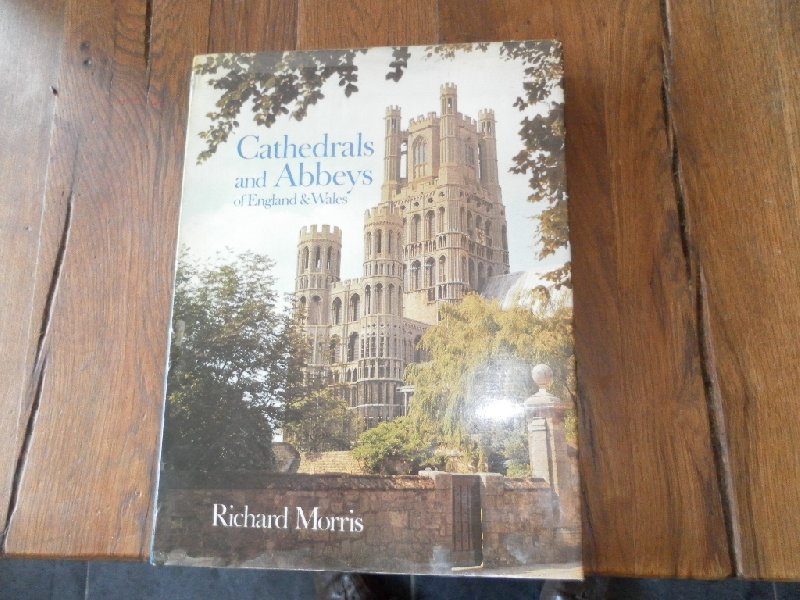 Cathedrals
and Abbeys
of England & Wales
Richard Morris